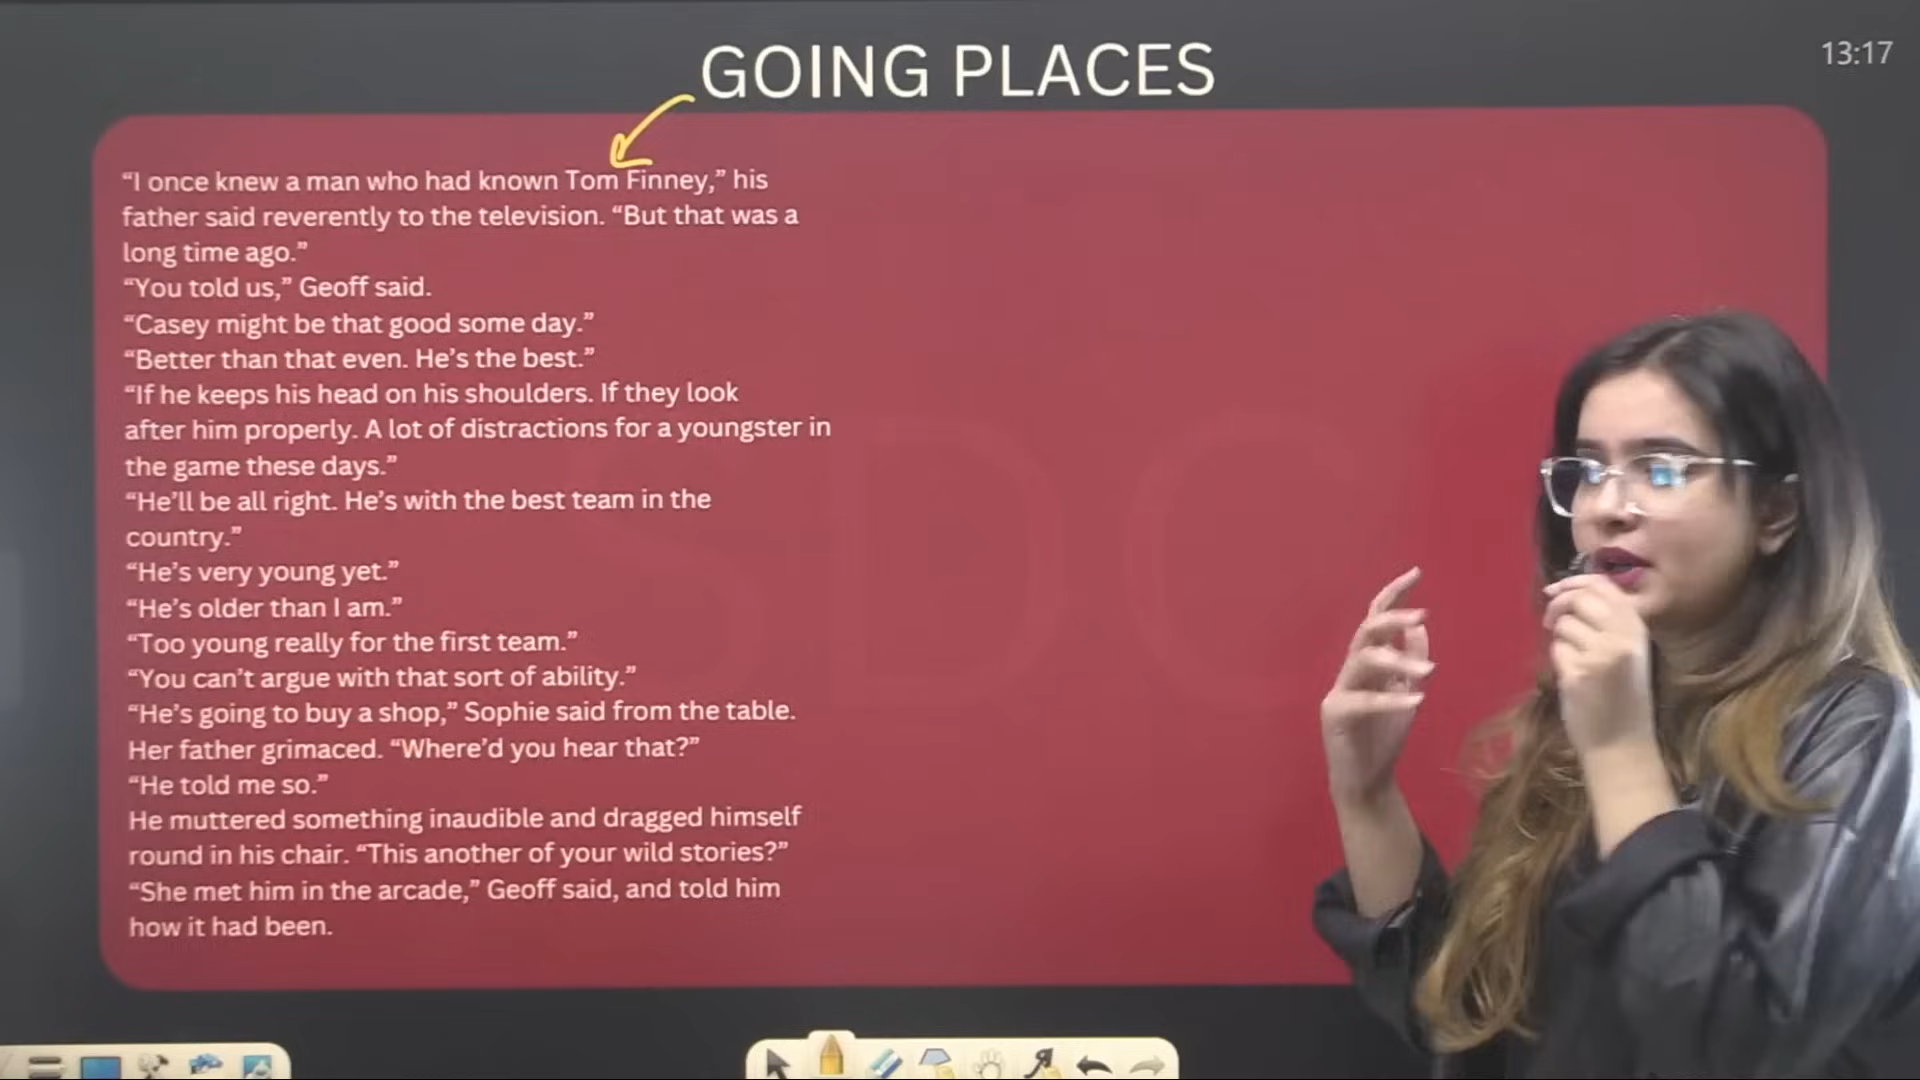 GOING PLACES
13:17
“I once knew a man who had known Tom Finney,” his
father said reverently to the television. “But that was a
long time ago.”
“You told us,” Geoff said.
“Casey might be that good some day.”
“Better than that even. He’s the best.”
“If he keeps his head on his shoulders. If they look
after him properly. A lot of distractions for a youngster in
the game these days.”
“He’ll be all right. He’s with the best team in the
country.”
“He’s very young yet.”
“He’s older than I am.”
“Too young really for the first team.”
“You can’t argue with that sort of ability.”
“He’s going to buy a shop,” Sophie said from the table.
Her father grimaced. “Where’d you hear that?”
“He told me so.”
He muttered something inaudible and dragged himself
round in his chair. “This another of your wild stories?”
“She met him in the arcade,” Geoff said, and told him
how it had been.
SDC